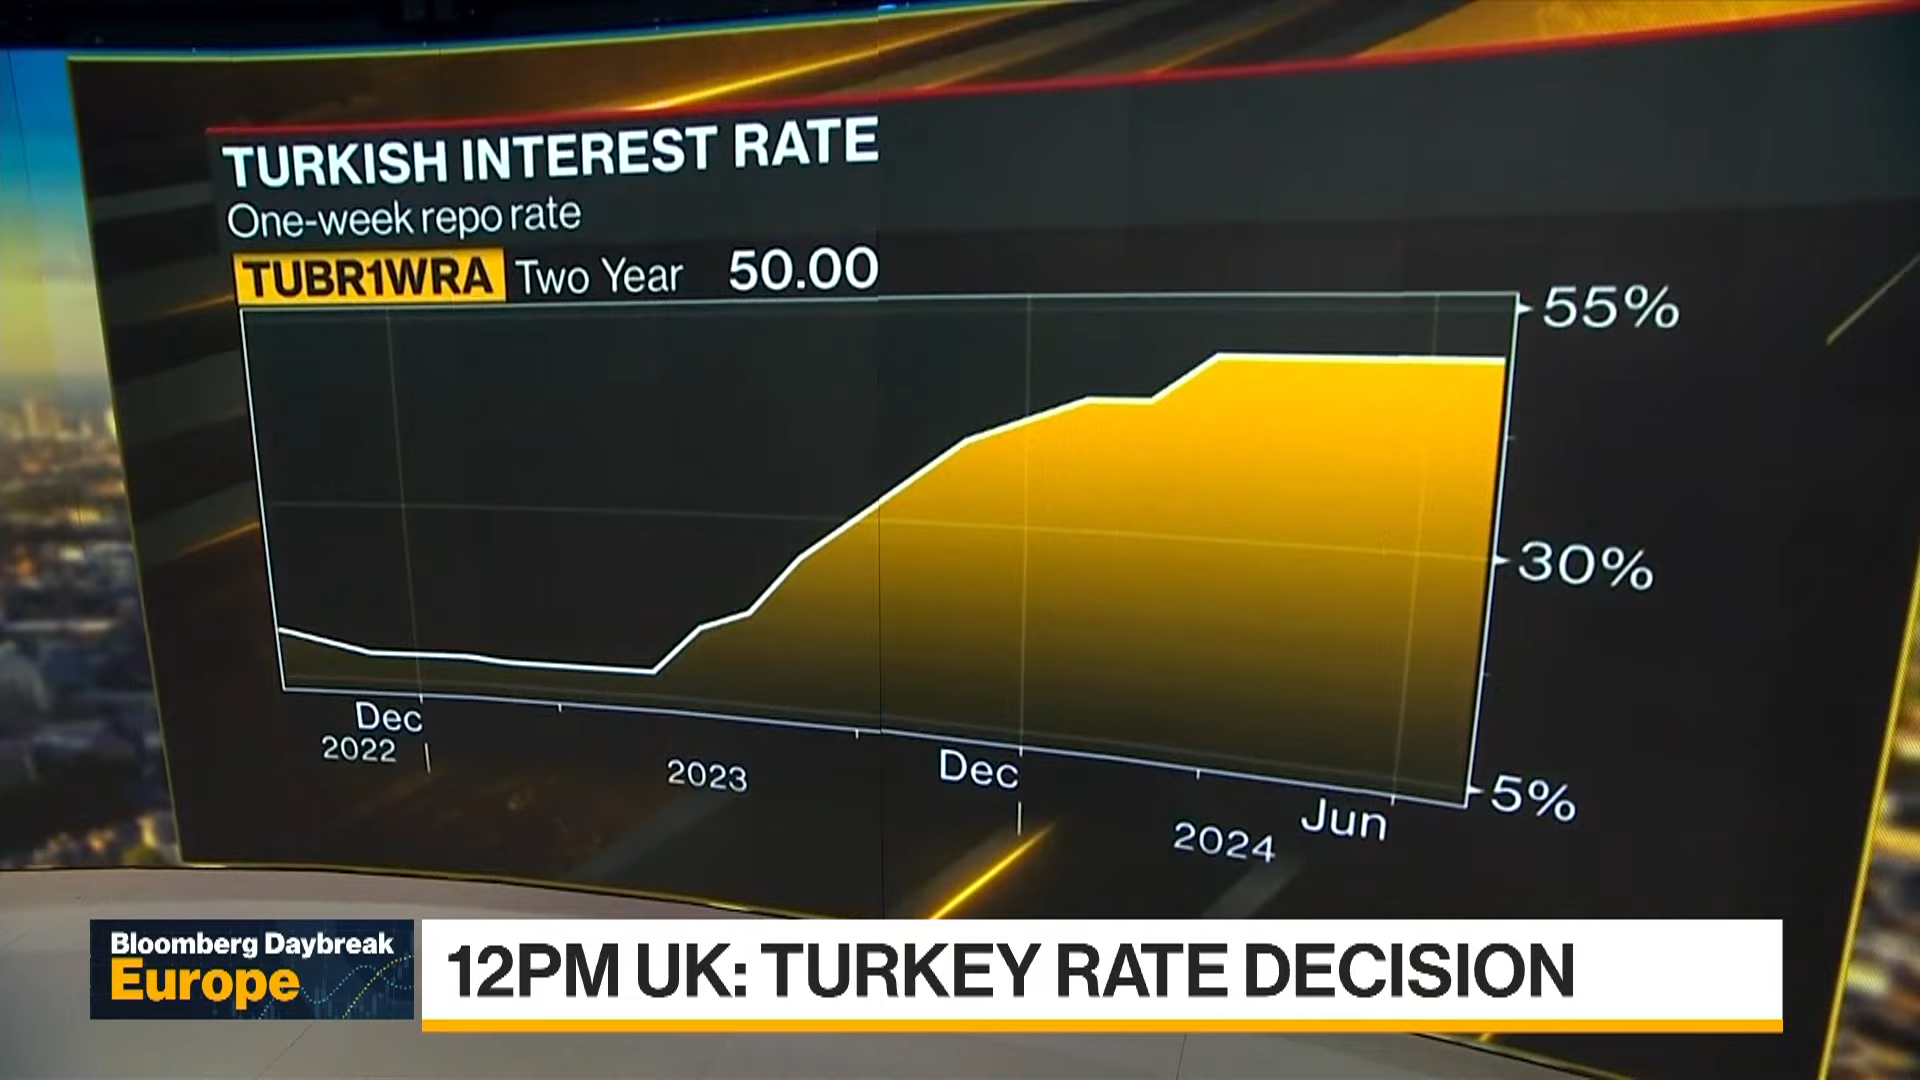 TURKISH INTEREST RATE
One-week repo rate
TUBR1WRA Two Year 50.00
55%
30%
5%
Dec
Dec
Jun
2022
2023
2024
Bloomberg Daybreak
Europe
12PM UK: TURKEY RATE DECISION